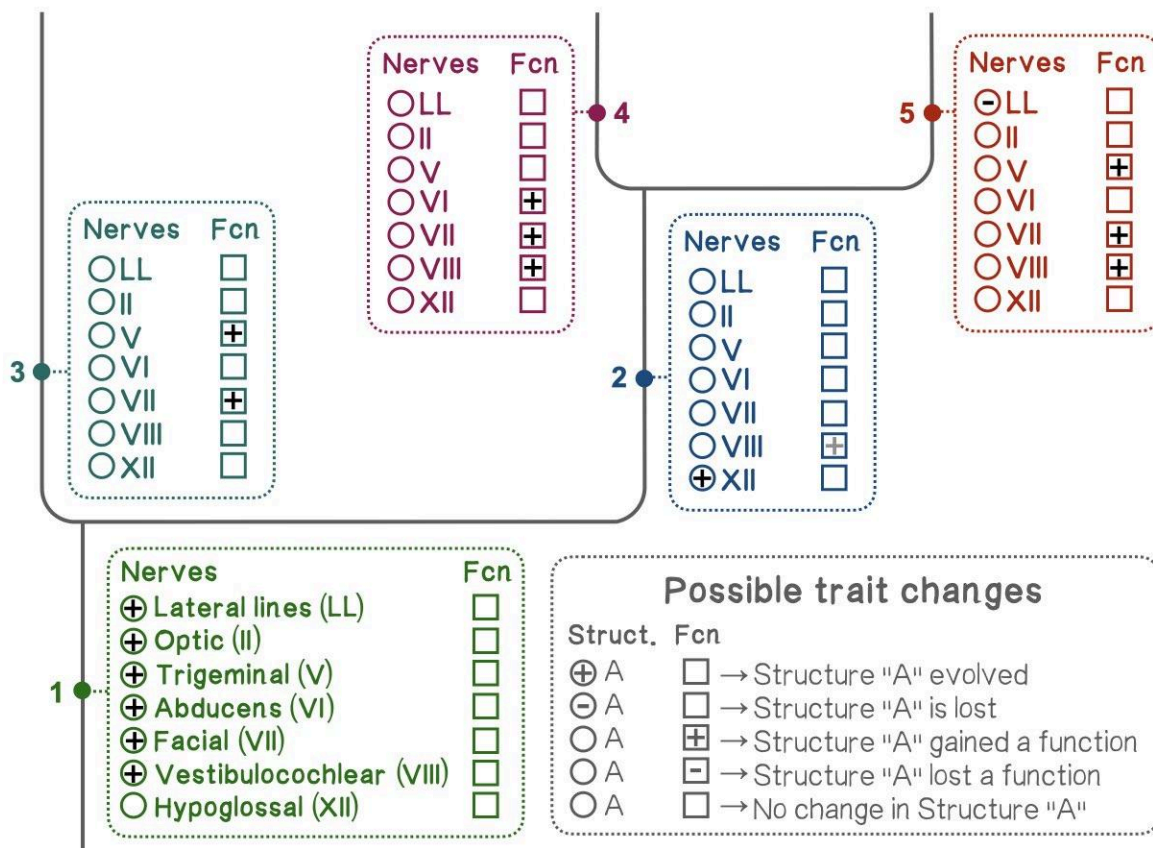 Nerves Fcn
LL
II
V
VI
VII
VIII
XII
4
Nerves Fcn
- LL
II
V +
VI
VII +
VIII +
XII
5
Nerves Fcn
LL
II
V +
VI
VII +
VIII
XII
3
Nerves Fcn
LL
II
V
VI
VII
VIII +
+ XII
2
Nerves Fcn
+ Lateral lines (LL)
+ Optic (II)
+ Trigeminal (V)
+ Abducens (VI)
+ Facial (VII)
+ Vestibulocochlear (VIII)
Hypoglossal (XII)
1
Possible trait changes
Struct. Fcn
+ A → Structure "A" evolved
- A → Structure "A" is lost
A + → Structure "A" gained a function
A - → Structure "A" lost a function
A → No change in Structure "A"